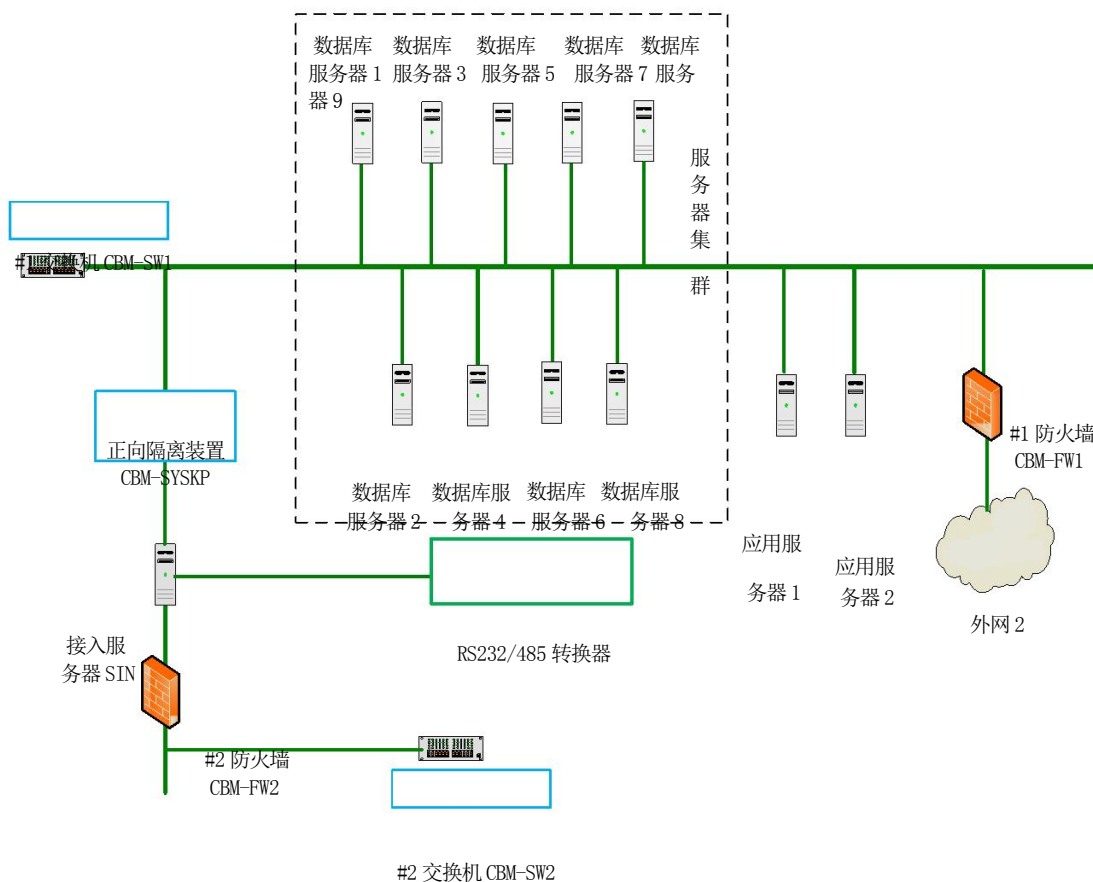 数据库 数据库 数据库 数据库 数据库
服务器 1 服务器 3 服务器 5 服务器 7 服务
器 9
服
务
器
集
群
#1 交换机 CBM-SW1
正向隔离装置
CBM-SYSKP
#1 防火墙
CBM-FW1
数据库 数据库服 数据库 数据库服
服务器 2 务器 4 服务器 6 务器 8
应用服
务器 1
应用服
务器 2
外网 2
接入服
务器 SIN
RS232/485 转换器
#2 防火墙
CBM-FW2
#2 交换机 CBM-SW2